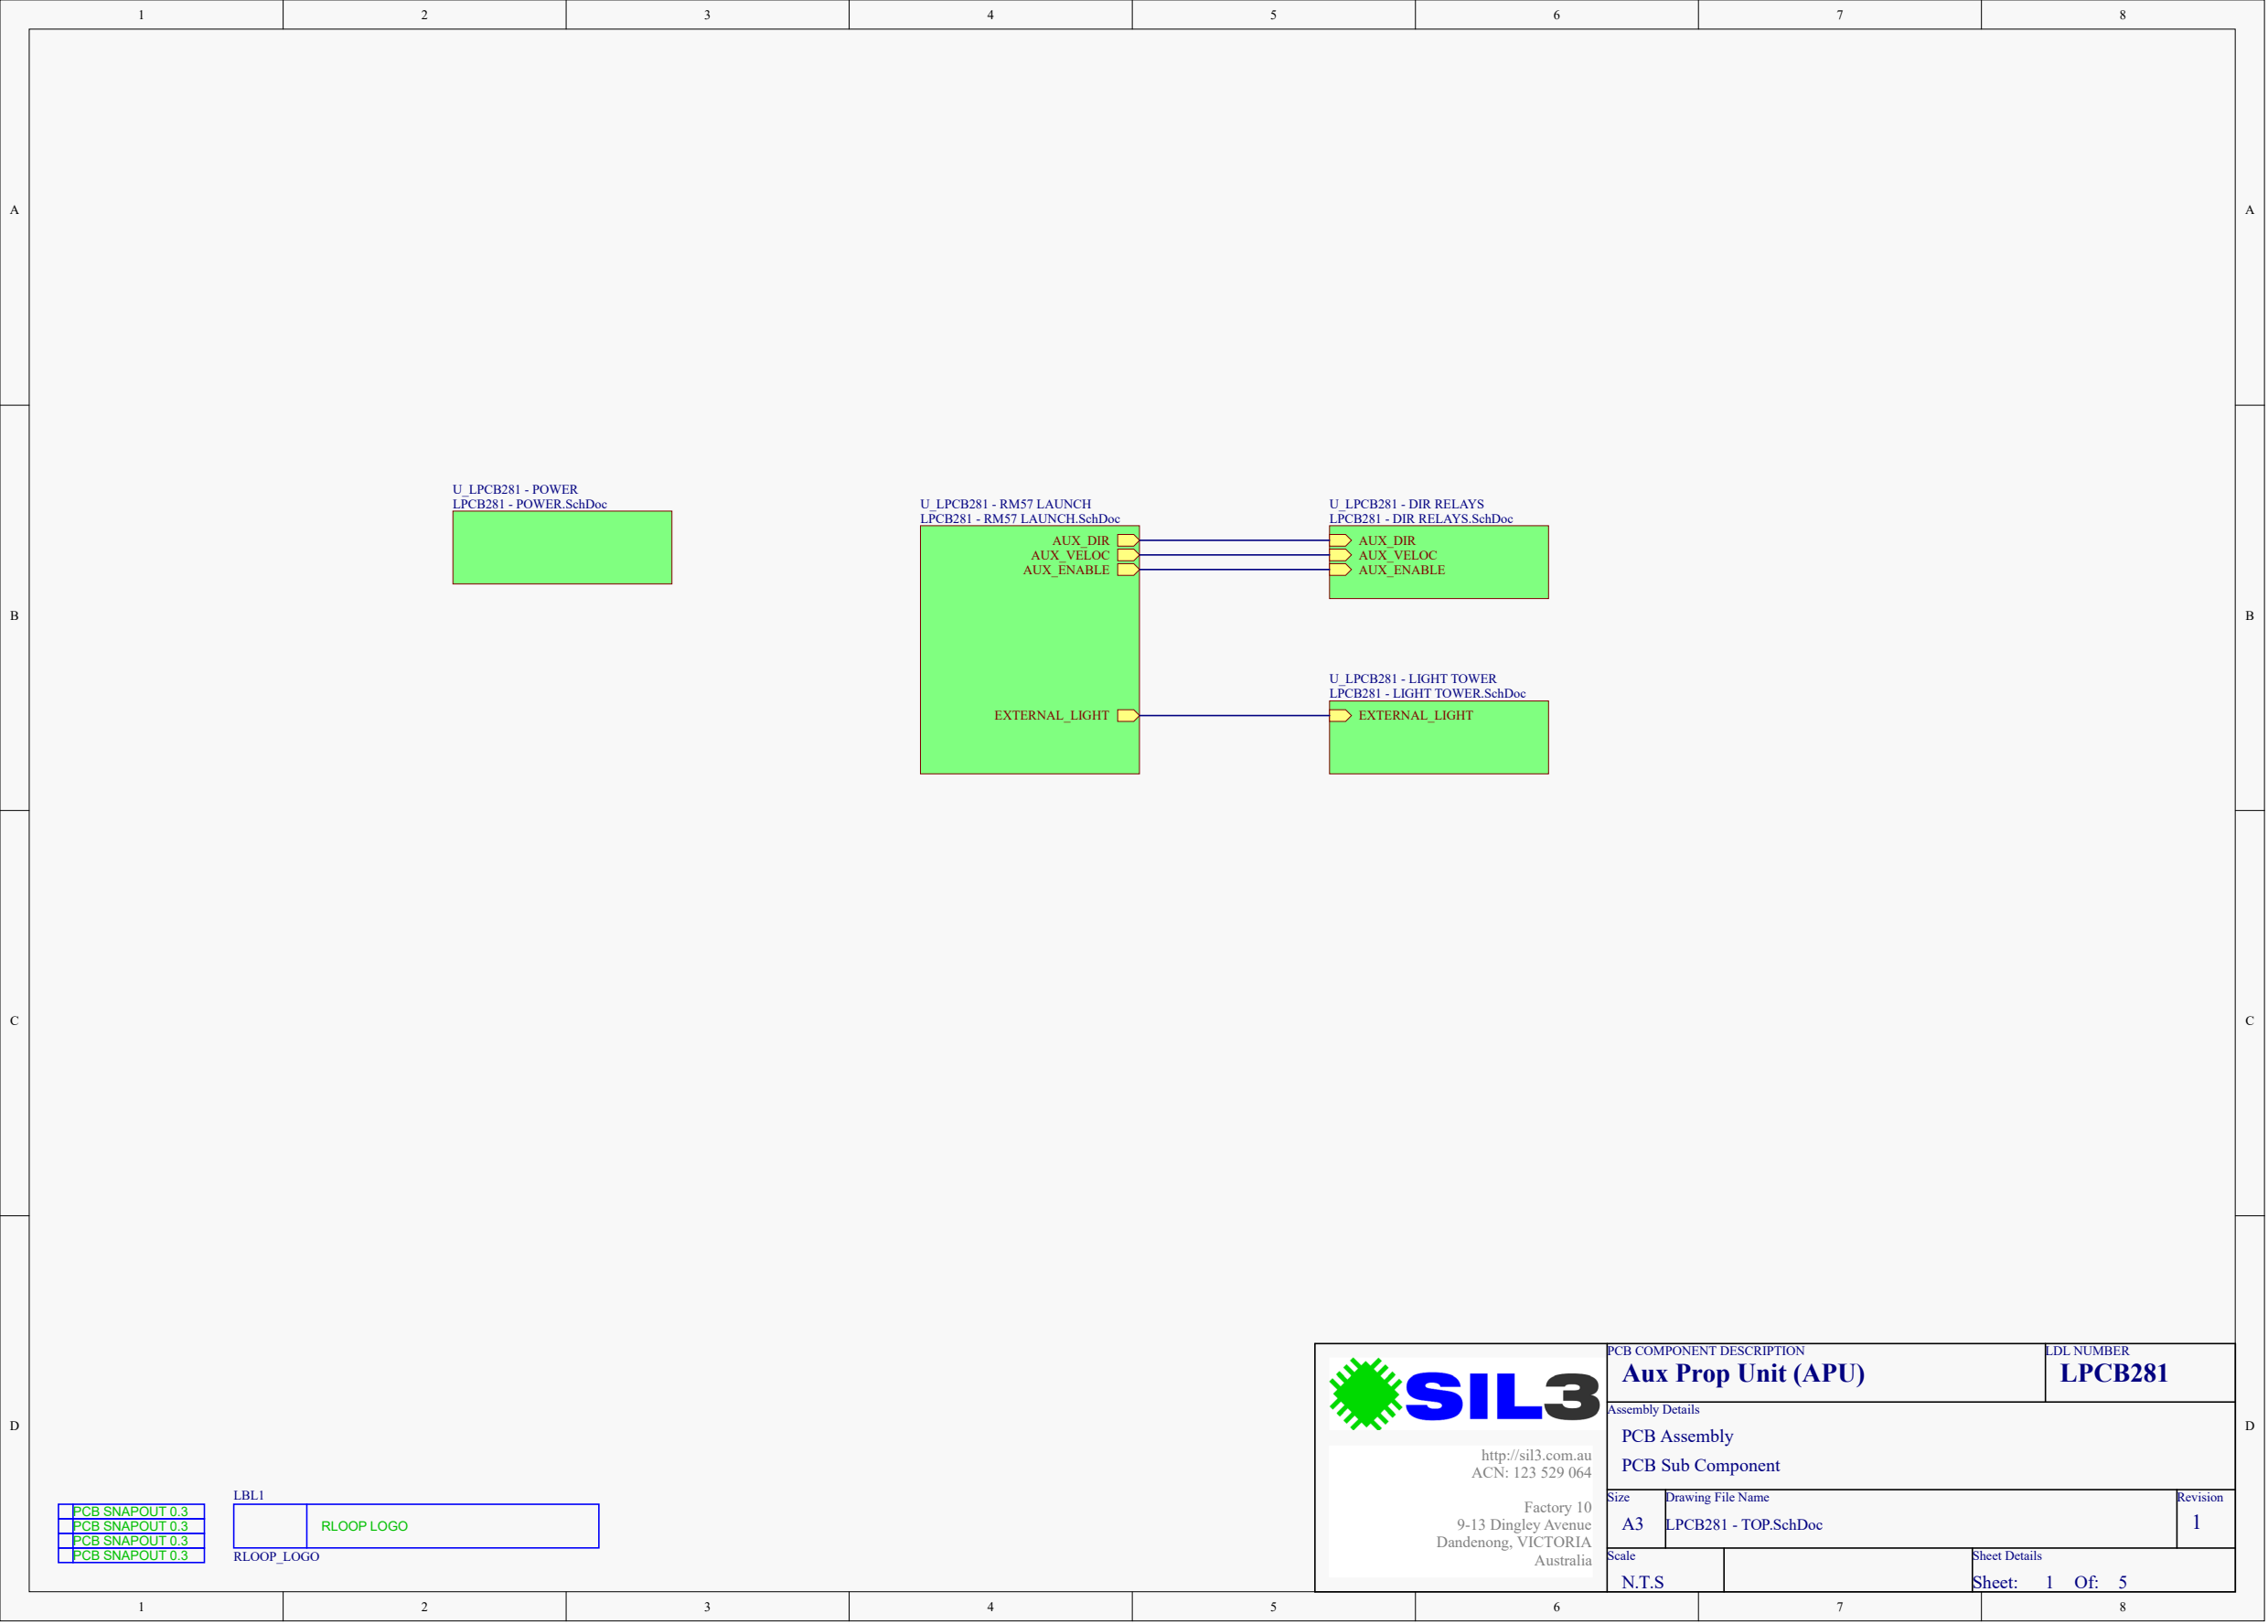 1 2 3 4 5 6 7 8
A A
U_LPCB281 - POWER
LPCB281 - POWER.SchDoc
U_LPCB281 - RM57 LAUNCH
LPCB281 - RM57 LAUNCH.SchDoc
AUX_DIR
AUX_VELOC
AUX_ENABLE
EXTERNAL_LIGHT
U_LPCB281 - DIR RELAYS
LPCB281 - DIR RELAYS.SchDoc
AUX_DIR
AUX_VELOC
AUX_ENABLE
B B
U_LPCB281 - LIGHT TOWER
LPCB281 - LIGHT TOWER.SchDoc
EXTERNAL_LIGHT
C C
D D
PCB SNAPOUT 0.3
PCB SNAPOUT 0.3
PCB SNAPOUT 0.3
PCB SNAPOUT 0.3
LBL1
RLOOP LOGO
RLOOP_LOGO
SIL3
http://sil3.com.au
ACN: 123 529 064
Factory 10
9-13 Dingley Avenue
Dandenong, VICTORIA
Australia
PCB COMPONENT DESCRIPTION
Aux Prop Unit (APU)
LDL NUMBER
LPCB281
Assembly Details
PCB Assembly
PCB Sub Component
Size
A3
Drawing File Name
LPCB281 - TOP.SchDoc
Revision
1
Scale
N.T.S
Sheet Details
Sheet: 1 Of: 5
1 2 3 4 5 6 7 8